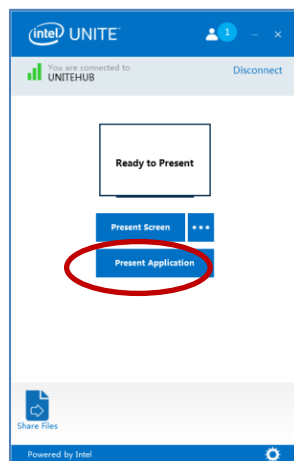 intel UNITE™
1
You are connected to
UNITEHUB
Disconnect
Ready to Present
Present Screen
Present Application
Share Files
Powered by Intel